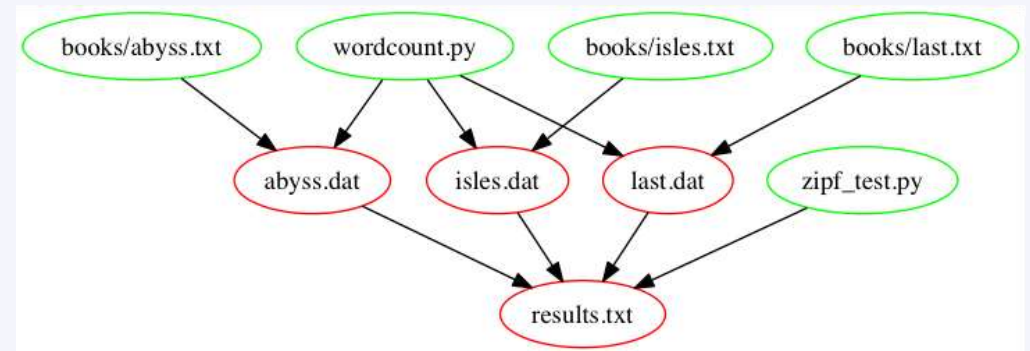 books/abyss.txt
wordcount.py
books/isles.txt
books/last.txt
abyss.dat
isles.dat
last.dat
zipf_test.py
results.txt